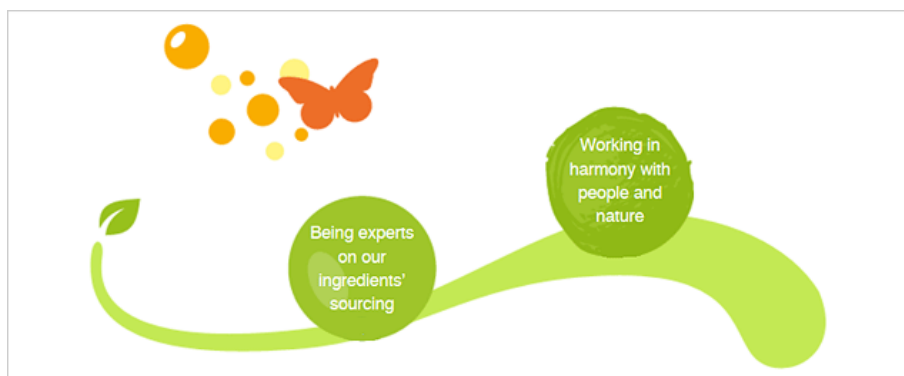 Being experts
on our
ingredients'
sourcing
Working in
harmony with
people and
nature